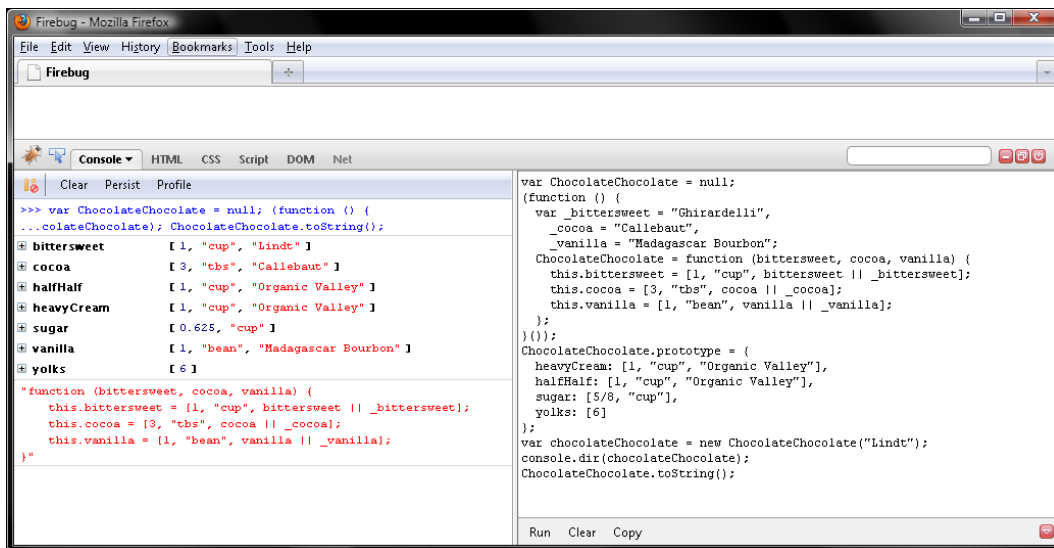 Firebug - Mozilla Firefox
File Edit View History Bookmarks Tools Help
Firebug
Console HTML CSS Script DOM Net
Clear Persist Profile
>>> var ChocolateChocolate = null; (function () {
...colateChocolate); ChocolateChocolate.toString();
bittersweet [ 1, "cup", "Lindt" ]
cocoa [ 3, "tbs", "Callebaut" ]
halfHalf [ 1, "cup", "Organic Valley" ]
heavyCream [ 1, "cup", "Organic Valley" ]
sugar [ 0.625, "cup" ]
vanilla [ 1, "bean", "Madagascar Bourbon" ]
yolks [ 6 ]
"function (bittersweet, cocoa, vanilla) {
this.bittersweet = [1, "cup", bittersweet || _bittersweet];
this.cocoa = [3, "tbs", cocoa || _cocoa];
this.vanilla = [1, "bean", vanilla || _vanilla];
}"
var ChocolateChocolate = null;
(function () {
var _bittersweet = "Ghirardelli",
_cocoa = "Callebaut",
_vanilla = "Madagascar Bourbon";
ChocolateChocolate = function (bittersweet, cocoa, vanilla) {
this.bittersweet = [1, "cup", bittersweet || _bittersweet];
this.cocoa = [3, "tbs", cocoa || _cocoa];
this.vanilla = [1, "bean", vanilla || _vanilla];
};
}());
ChocolateChocolate.prototype = {
heavyCream: [1, "cup", "Organic Valley"],
halfHalf: [1, "cup", "Organic Valley"],
sugar: [5/8, "cup"],
yolks: [6]
};
var chocolateChocolate = new ChocolateChocolate("Lindt");
console.dir(chocolateChocolate);
ChocolateChocolate.toString();
Run Clear Copy